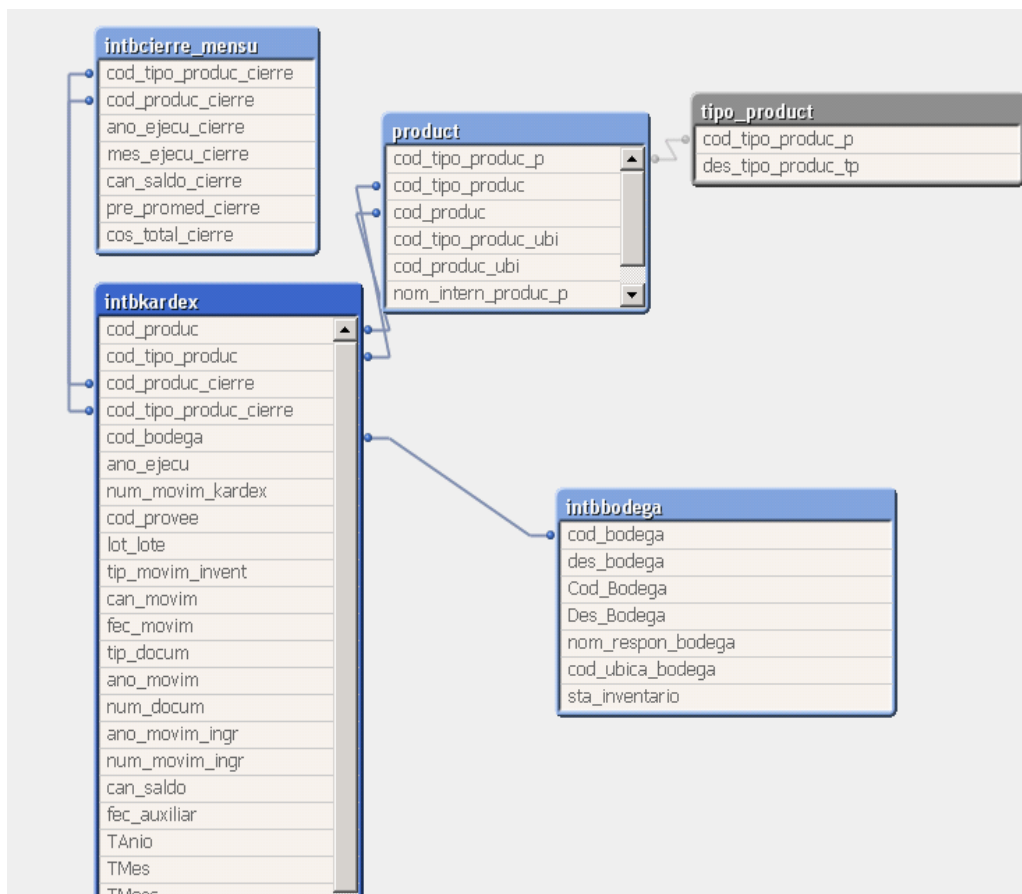 intbcierre_mensu
cod_tipo_produc_cierre
cod_produc_cierre
ano_ejecu_cierre
mes_ejecu_cierre
can_saldo_cierre
pre_promed_cierre
cos_total_cierre
product
cod_tipo_produc_p
cod_tipo_produc
cod_produc
cod_tipo_produc_ubi
cod_produc_ubi
nom_intern_produc_p
tipo_product
cod_tipo_produc_p
des_tipo_produc_tp
intbkardex
cod_produc
cod_tipo_produc
cod_produc_cierre
cod_tipo_produc_cierre
cod_bodega
ano_ejecu
num_movim_kardex
cod_provee
lot_lote
tip_movim_invent
can_movim
fec_movim
tip_docum
ano_movim
num_docum
ano_movim_ingr
num_movim_ingr
can_saldo
fec_auxiliar
TAnio
TMes
intbbodega
cod_bodega
des_bodega
Cod_Bodega
Des_Bodega
nom_respon_bodega
cod_ubica_bodega
sta_inventario